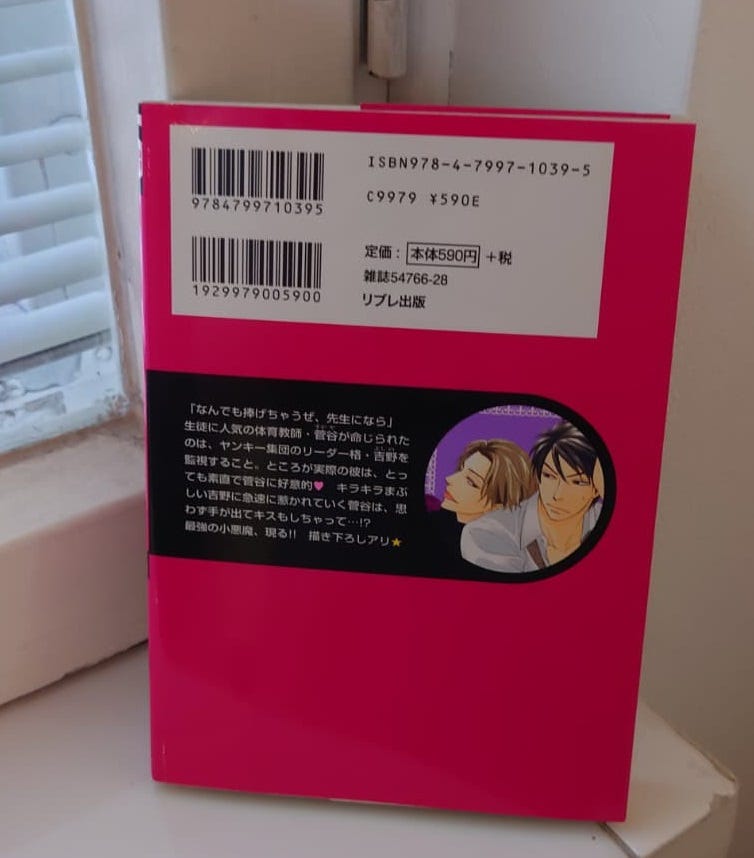 ISBN978-4-7997-1039-5
9784799710395
C9979 ¥590E
定価：本体590円＋税
雑誌54766-28
1929979005900
リブレ出版
「なんでも捧げちゃうぜ、先生になら」
生徒に人気の体育教師・菅谷が命じられた
のは、ヤンキー集団のリーダー格・吉野を
監視すること。ところが実際の彼は、とっ
ても素直で菅谷に好意的♥　キラキラまぶ
しい吉野に急速に惹かれていく菅谷は、思
わず手が出てキスもしちゃって…!?
最強の小悪魔、現る!!　描き下ろしアリ★